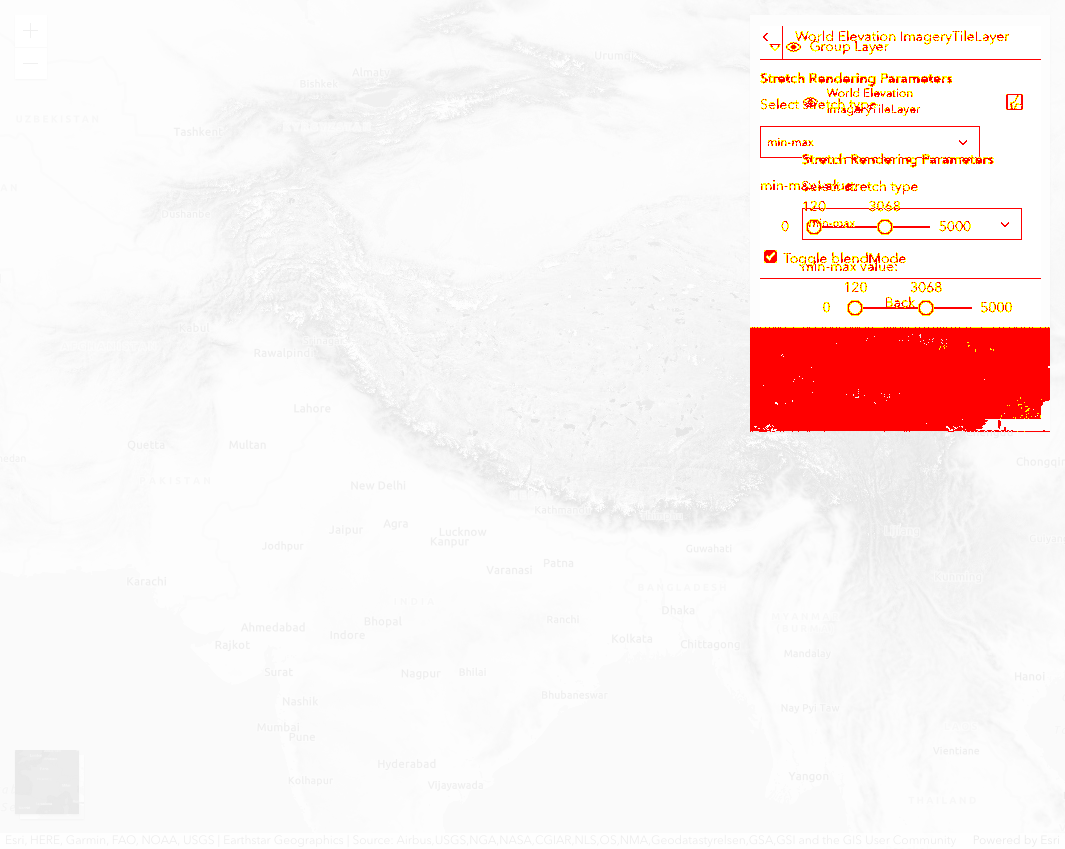 World Elevation ImageryTileLayer
Group Layer
Stretch Rendering Parameters
World Elevation
ImageryTileLayer
Select Stretch type
min-max
Stretch Rendering Parameters
Select stretch type
min-max value:
120 3068
min-max
0 5000
Toggle blendMode
min-max value:
120 3068
Back
0 5000
Urumqi
Almaty
Bishkek
Tashkent
Dushanbe
Kabul
Rawalpindi
Lahore
Quetta
Multan
PAKISTAN
New Delhi
Chongqing
Kathmandu
Jaipur
Agra
Lucknow
Kanpur
Jodhpur
Guwahati
Varanasi
Patna
Karachi
Kunming
BANGLADESH
INDIA
Dhaka
Ranchi
Bhopal
Ahmedabad
Indore
Kolkata
Chittagong
Rajkot
Mandalay
Surat
Nagpur
Bhilai
Hanoi
Bhubaneswar
Nashik
Nay Pyi Taw
Mumbai
Pune
Vientiane
Hyderabad
Yangon
Kolhapur
Vijayawada
THAILAND
Esri, HERE, Garmin, FAO, NOAA, USGS | Earthstar Geographics | Source: Airbus,USGS,NGA,NASA,CGIAR,NLS,OS,NMA,Geodatastyrelsen,GSA,GSI and the GIS User Community
Powered by Esri